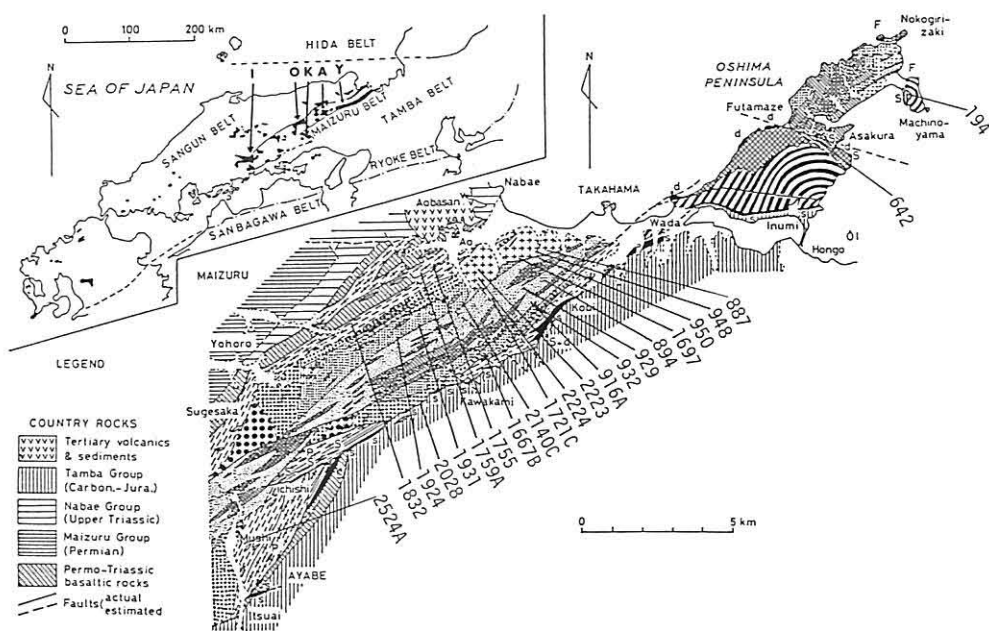 0 100 200 km
N
SEA OF JAPAN
HIDA BELT
O K A Y
SANGUN BELT
MAIZURU BELT
TAMBA BELT
RYOKE BELT
SANBAGAWA BELT
F
Nokogiri-
zaki
OSHIMA
PENINSULA
F
S
Machino-
yama
194
Futamaze
d
d
Asakura
S
642
N
Nabae
TAKAHAMA
d
Wada
Inumi
Hongo
Aobasan
Ao
MAIZURU
Yohoro
Kobi
S-d
Kawakami
Sugesaka
ichishi
Mushi
P
AYABE
S
Itsuai
887
948
950
1697
894
929
932
916A
2223
2224
1721C
2140C
1667B
1755
1759A
1931
2028
1924
1832
2524A
0 5 km
LEGEND
COUNTRY ROCKS
Tertiary volcanics
& sediments
Tamba Group
(Carbon.-Jura.)
Nabae Group
(Upper Triassic)
Maizuru Group
(Permian)
Permo-Triassic
basaltic rocks
Faults( actual
estimated